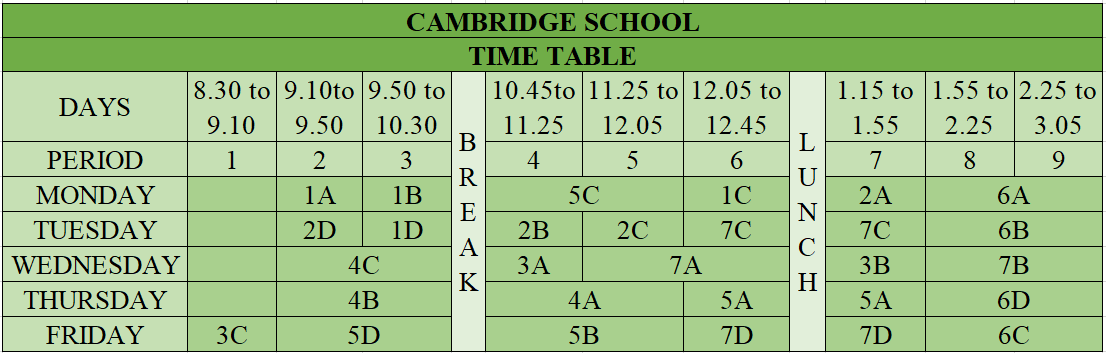 CAMBRIDGE SCHOOL
TIME TABLE
DAYS 8.30 to 9.10to 9.50 to 10.45to 11.25 to 12.05 to 1.15 to 1.55 to 2.25 to
9.10 9.50 10.30 11.25 12.05 12.45 1.55 2.25 3.05
BREAK
LUNCH
PERIOD 1 2 3 4 5 6 7 8 9
MONDAY 1A 1B 5C 1C 2A 6A
TUESDAY 2D 1D 2B 2C 7C 7C 6B
WEDNESDAY 4C 3A 7A 3B 7B
THURSDAY 4B 4A 5A 5A 6D
FRIDAY 3C 5D 5B 7D 7D 6C